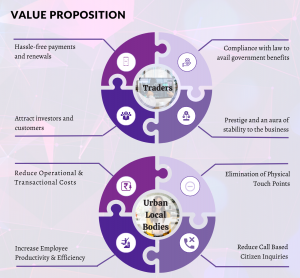 VALUE PROPOSITION
Hassle-free payments
and renewals
Compliance with law to
avail government benefits
Traders
Attract investors and
customers
Prestige and an aura of
stability to the business
Reduce Operational &
Transactional Costs
Elimination of Physical
Touch Points
Urban
Local
Bodies
Increase Employee
Productivity & Efficiency
Reduce Call Based
Citizen Inquiries